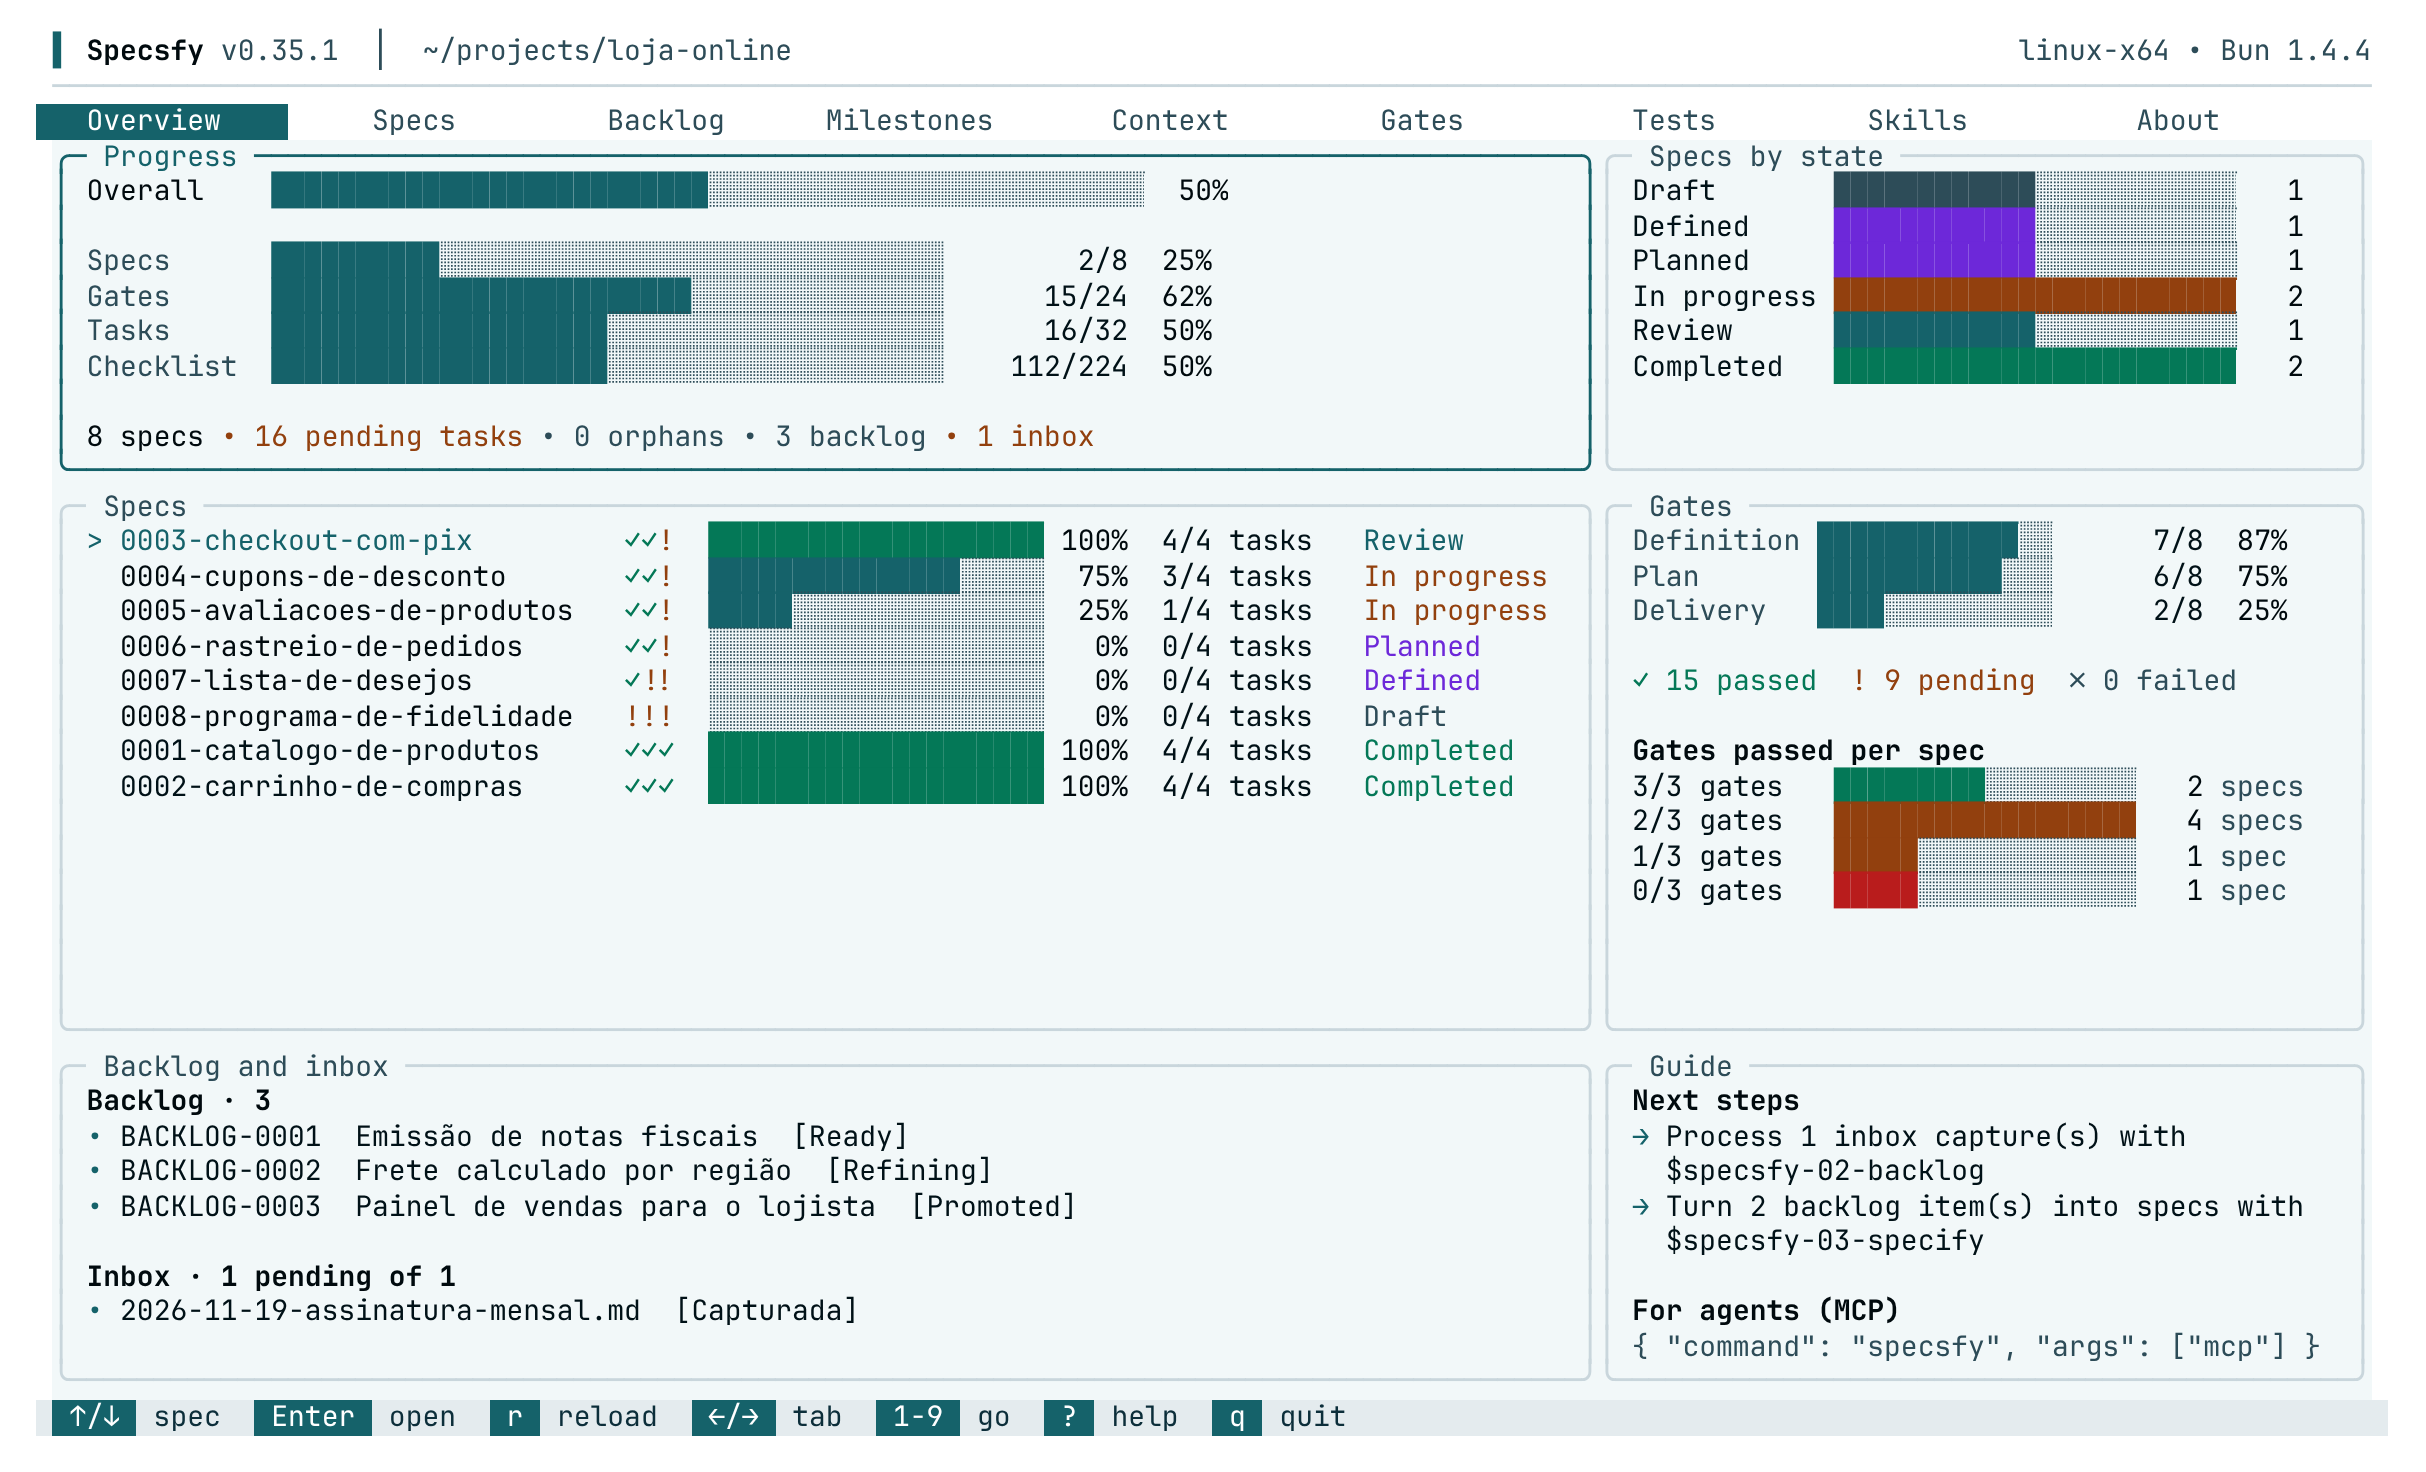 Specsfy v0.35.1 │ ~/projects/loja-online linux-x64 • Bun 1.4.4
Overview Specs Backlog Milestones Context Gates Tests Skills About
Progress
Overall 50%
Specs 2/8 25%
Gates 15/24 62%
Tasks 16/32 50%
Checklist 112/224 50%
8 specs • 16 pending tasks • 0 orphans • 3 backlog • 1 inbox
Specs by state
Draft 1
Defined 1
Planned 1
In progress 2
Review 1
Completed 2
Specs
> 0003-checkout-com-pix ✓✓! 100% 4/4 tasks Review
0004-cupons-de-desconto ✓✓! 75% 3/4 tasks In progress
0005-avaliacoes-de-produtos ✓✓! 25% 1/4 tasks In progress
0006-rastreio-de-pedidos ✓✓! 0% 0/4 tasks Planned
0007-lista-de-desejos ✓!! 0% 0/4 tasks Defined
0008-programa-de-fidelidade !!! 0% 0/4 tasks Draft
0001-catalogo-de-produtos ✓✓✓ 100% 4/4 tasks Completed
0002-carrinho-de-compras ✓✓✓ 100% 4/4 tasks Completed
Gates
Definition 7/8 87%
Plan 6/8 75%
Delivery 2/8 25%
✓ 15 passed ! 9 pending ✕ 0 failed
Gates passed per spec
3/3 gates 2 specs
2/3 gates 4 specs
1/3 gates 1 spec
0/3 gates 1 spec
Backlog and inbox
Backlog · 3
• BACKLOG-0001 Emissão de notas fiscais [Ready]
• BACKLOG-0002 Frete calculado por região [Refining]
• BACKLOG-0003 Painel de vendas para o lojista [Promoted]
Inbox · 1 pending of 1
• 2026-11-19-assinatura-mensal.md [Capturada]
Guide
Next steps
→ Process 1 inbox capture(s) with
$specsfy-02-backlog
→ Turn 2 backlog item(s) into specs with
$specsfy-03-specify
For agents (MCP)
{ "command": "specsfy", "args": ["mcp"] }
↑/↓ spec Enter open r reload ←/→ tab 1-9 go ? help q quit